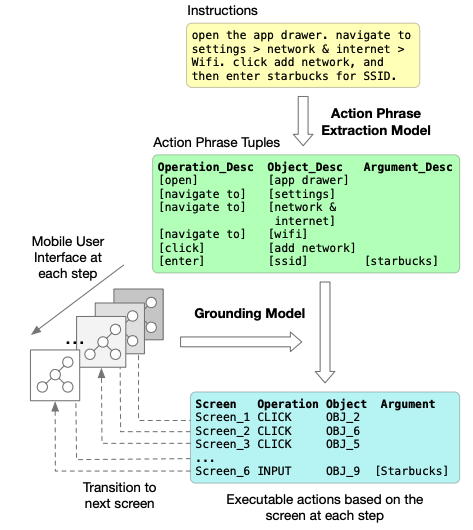 Instructions
open the app drawer. navigate to
settings > network & internet >
Wifi. click add network, and
then enter starbucks for SSID.
Action Phrase
Extraction Model
Action Phrase Tuples
Operation_Desc Object_Desc Argument_Desc
[open] [app drawer]
[navigate to] [settings]
[navigate to] [network &
internet]
[navigate to] [wifi]
[click] [add network]
[enter] [ssid] [starbucks]
Mobile User
Interface at
each step
Grounding Model
...
Screen Operation Object Argument
Screen_1 CLICK OBJ_2
Screen_2 CLICK OBJ_6
Screen_3 CLICK OBJ_5
...
Screen_6 INPUT OBJ_9 [Starbucks]
Transition to
next screen
Executable actions based on the
screen at each step